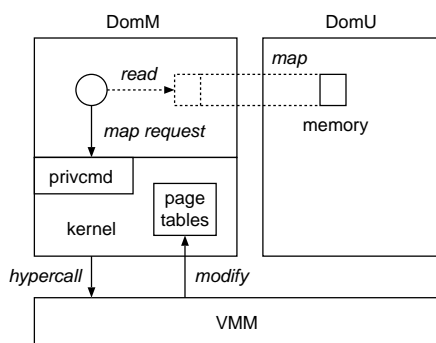 DomM
DomU
read
map
map request
memory
privcmd
page
tables
kernel
hypercall
modify
VMM